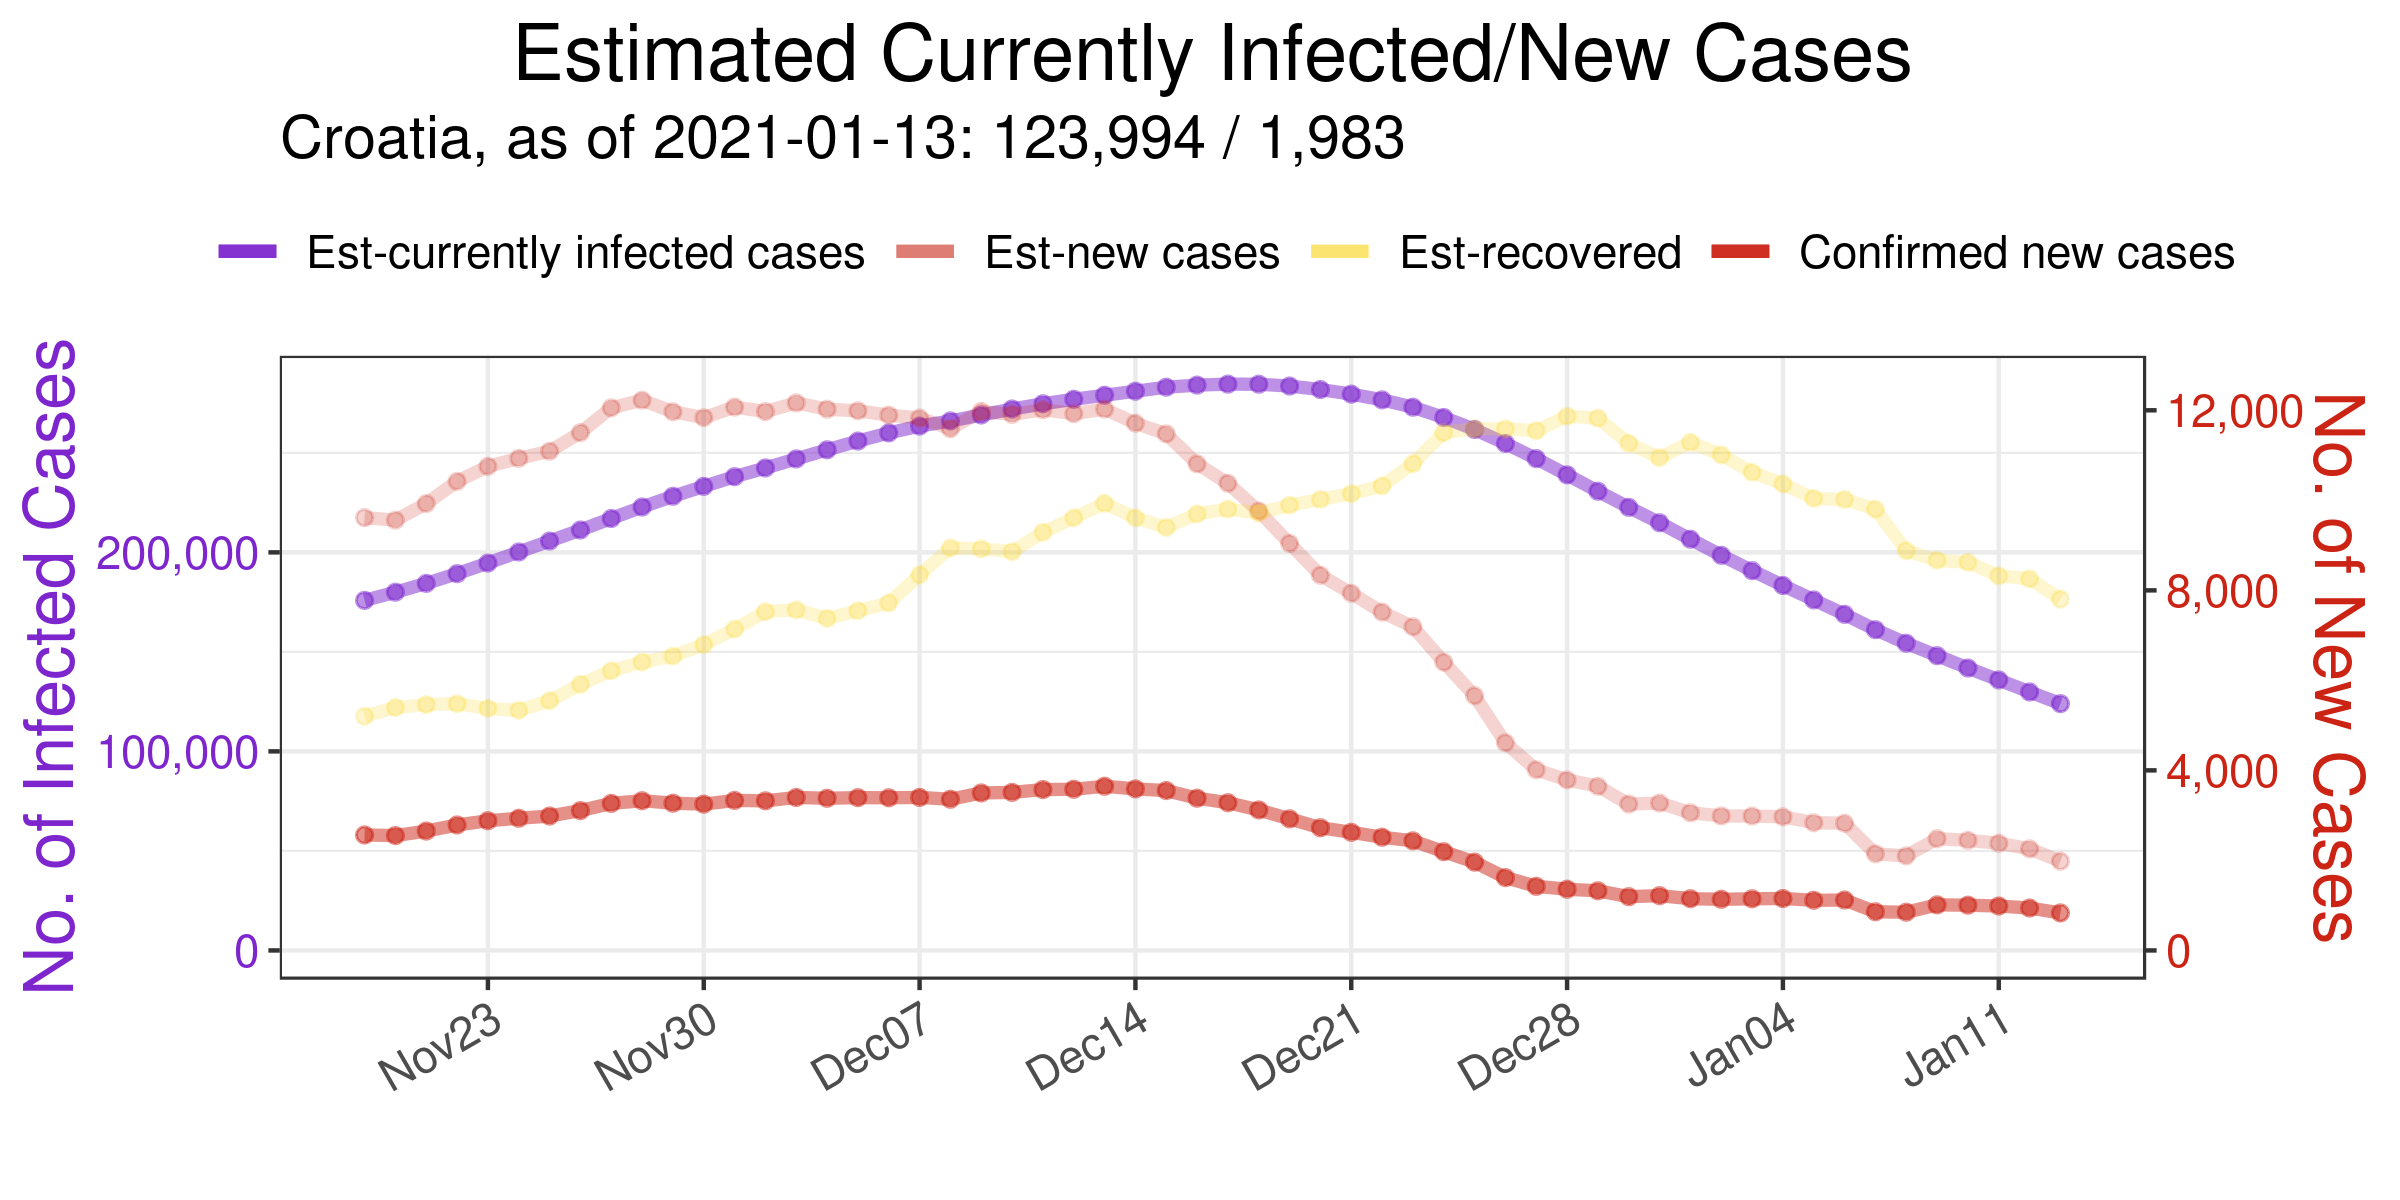 Estimated Currently Infected/New Cases
Croatia, as of 2021-01-13: 123,994 / 1,983
Est-currently infected cases
Est-new cases
Est-recovered
Confirmed new cases
No. of Infected Cases
200,000
100,000
0
12,000
8,000
4,000
0
No. of New Cases
Nov23
Nov30
Dec07
Dec14
Dec21
Dec28
Jan04
Jan11